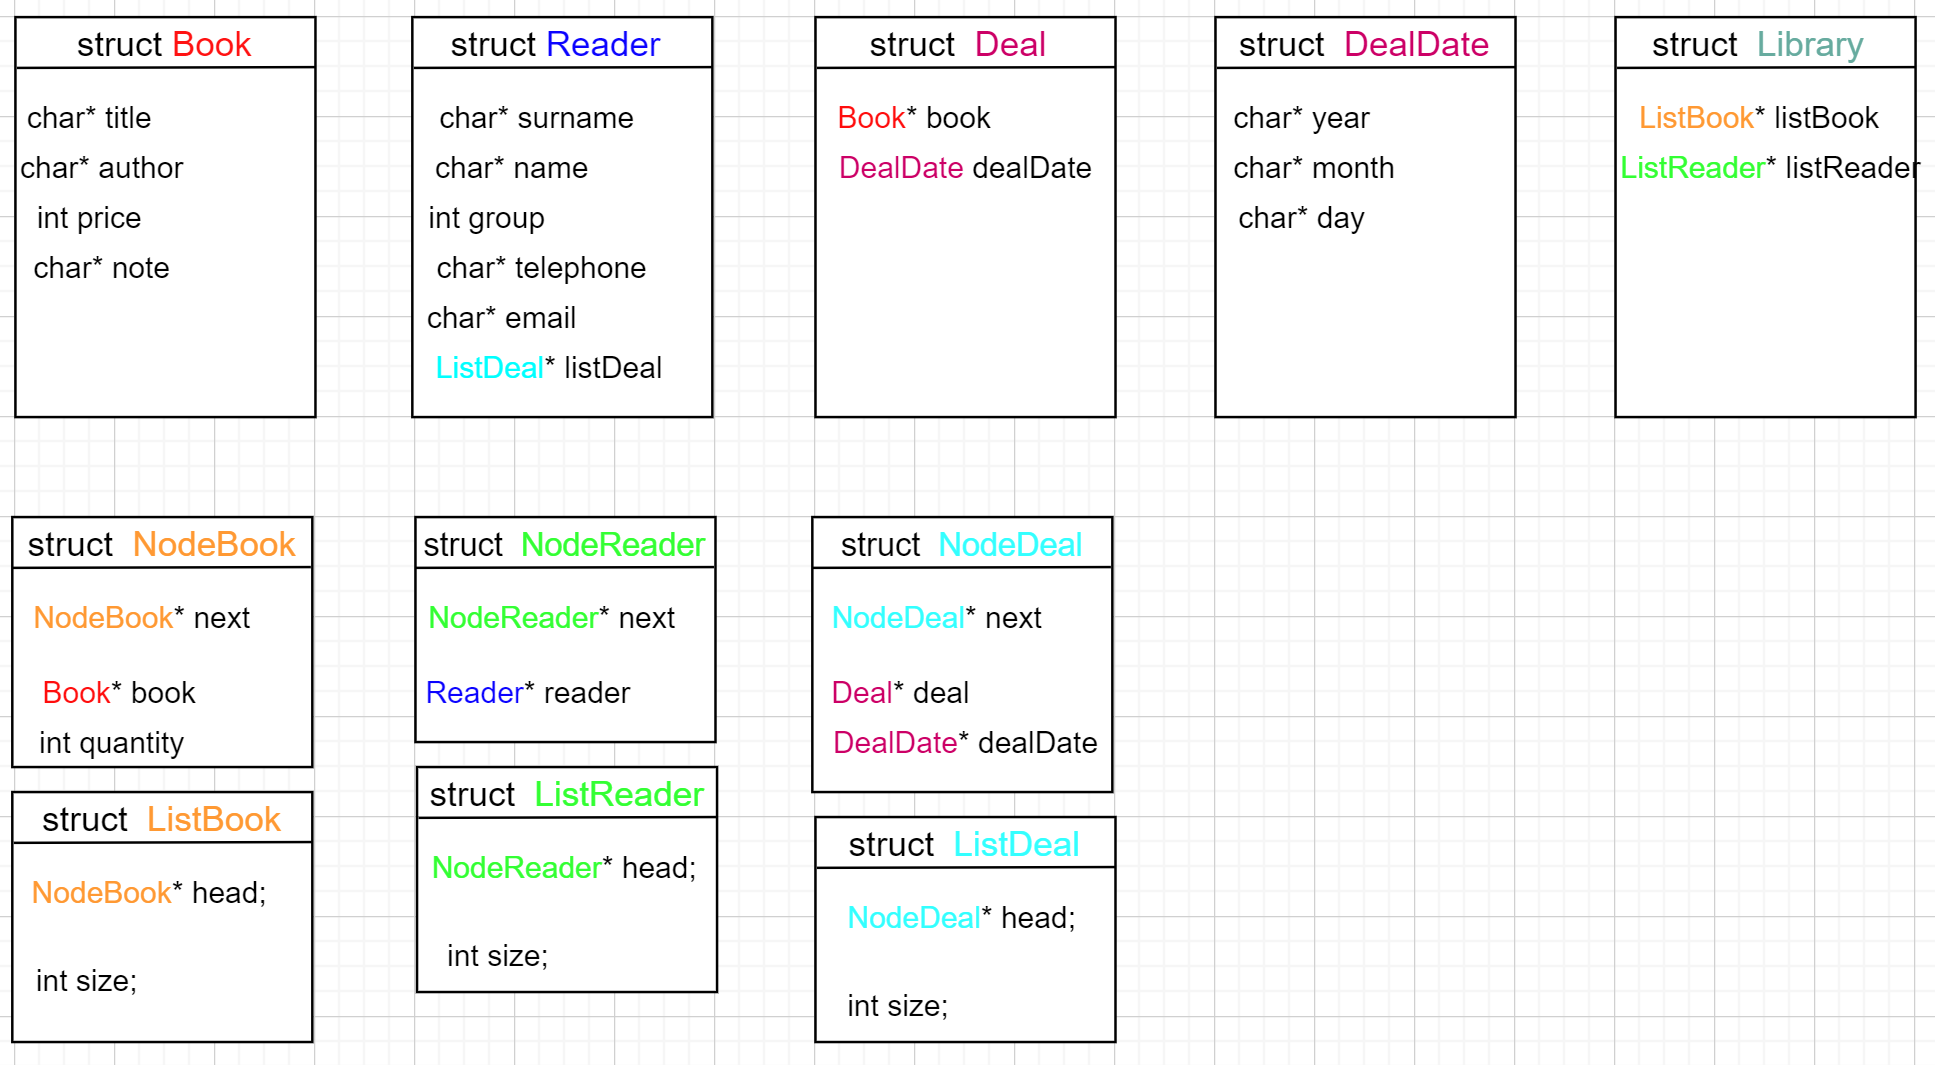 struct Book
char* title
char* author
int price
char* note
struct Reader
char* surname
char* name
int group
char* telephone
char* email
ListDeal* listDeal
struct Deal
Book* book
DealDate dealDate
struct DealDate
char* year
char* month
char* day
struct Library
ListBook* listBook
ListReader* listReader
struct NodeBook
NodeBook* next
Book* book
int quantity
struct ListBook
NodeBook* head;
int size;
struct NodeReader
NodeReader* next
Reader* reader
struct ListReader
NodeReader* head;
int size;
struct NodeDeal
NodeDeal* next
Deal* deal
DealDate* dealDate
struct ListDeal
NodeDeal* head;
int size;